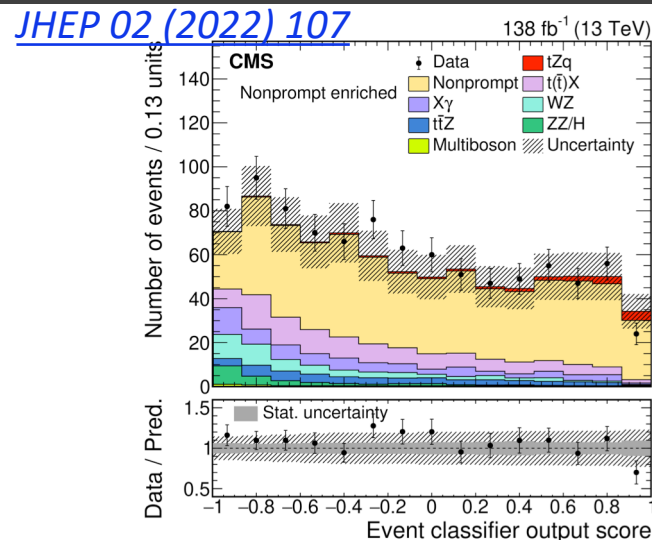 JHEP 02 (2022) 107
138 fb⁻¹ (13 TeV)
CMS
Nonprompt enriched
Data
tZq
Nonprompt
t(t̄)X
Xγ
WZ
tt̄Z
ZZ/H
Multiboson
Uncertainty
Number of events / 0.13 units
140
120
100
80
60
40
20
0
Stat. uncertainty
Data / Pred.
1.5
1
0.5
−1 −0.8 −0.6 −0.4 −0.2 0 0.2 0.4 0.6 0.8 1
Event classifier output score